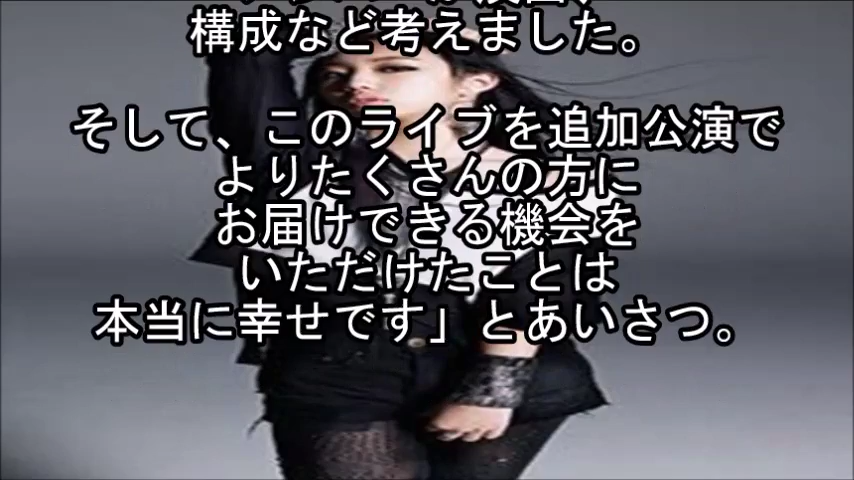 構成など考えました。
そして、このライブを追加公演で
よりたくさんの方に
お届けできる機会を
いただけたことは
本当に幸せです」とあいさつ。